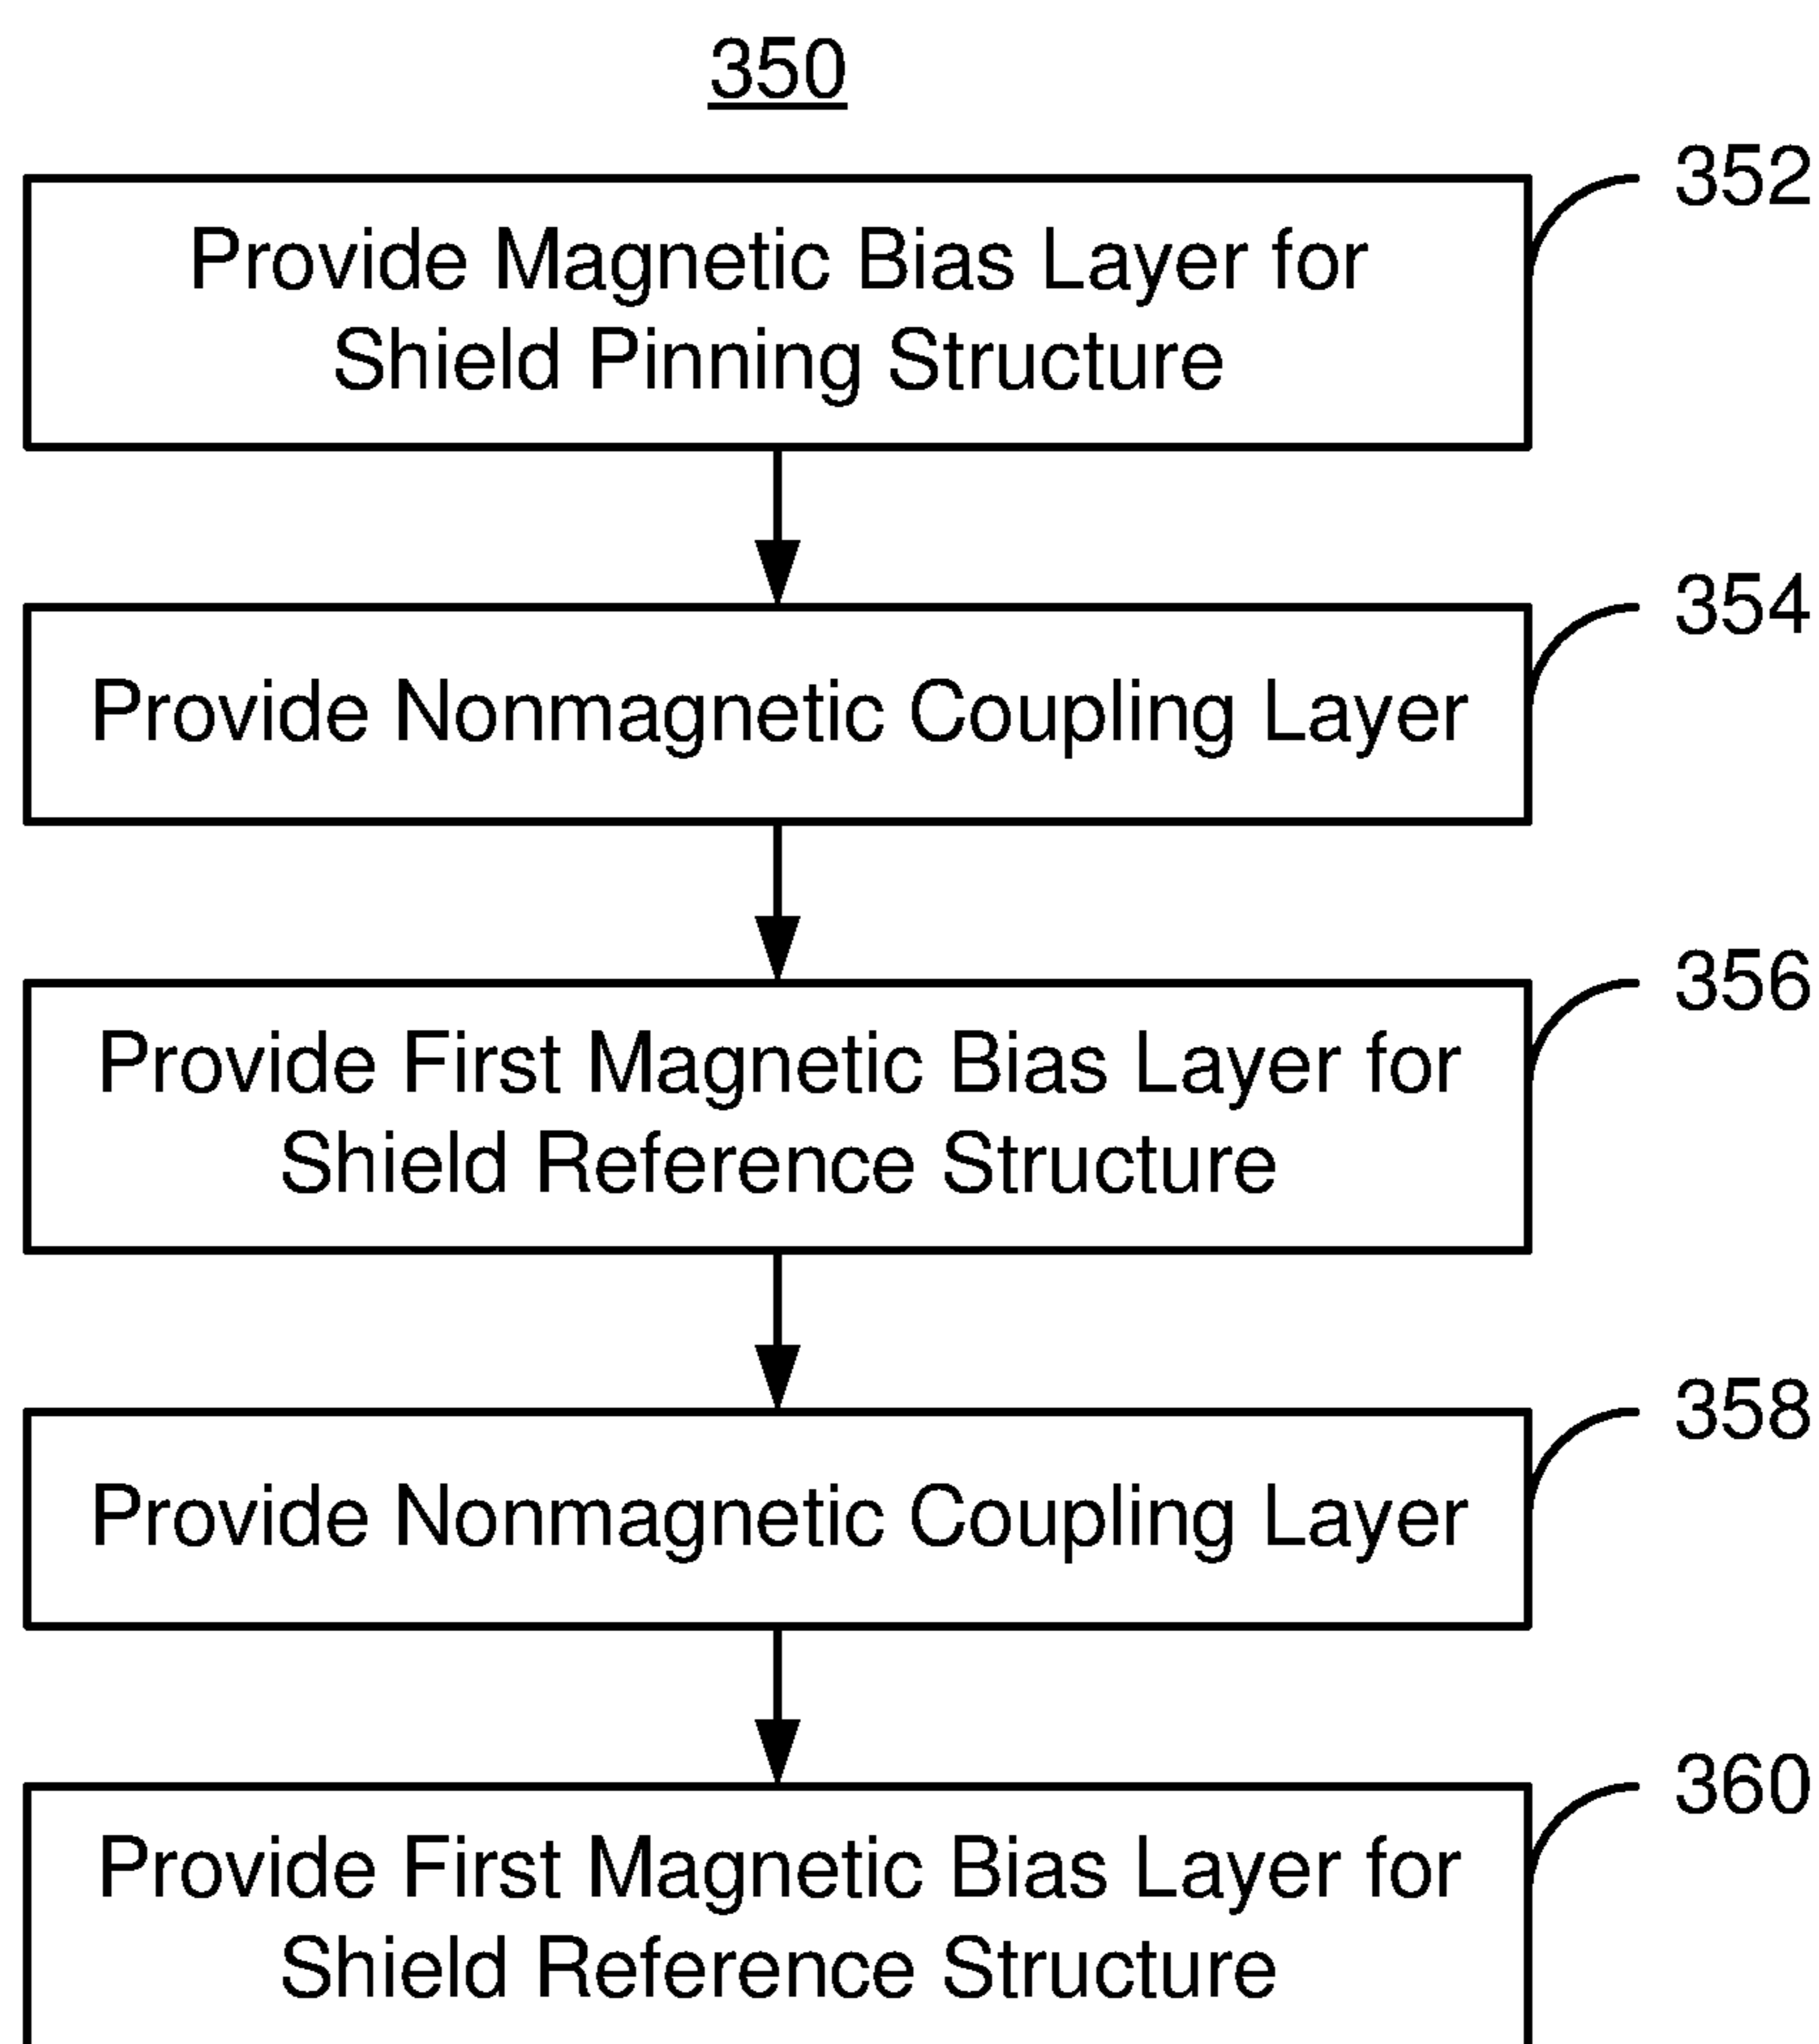 350
352
Provide Magnetic Bias Layer for
Shield Pinning Structure
354
Provide Nonmagnetic Coupling Layer
356
Provide First Magnetic Bias Layer for
Shield Reference Structure
358
Provide Nonmagnetic Coupling Layer
360
Provide First Magnetic Bias Layer for
Shield Reference Structure